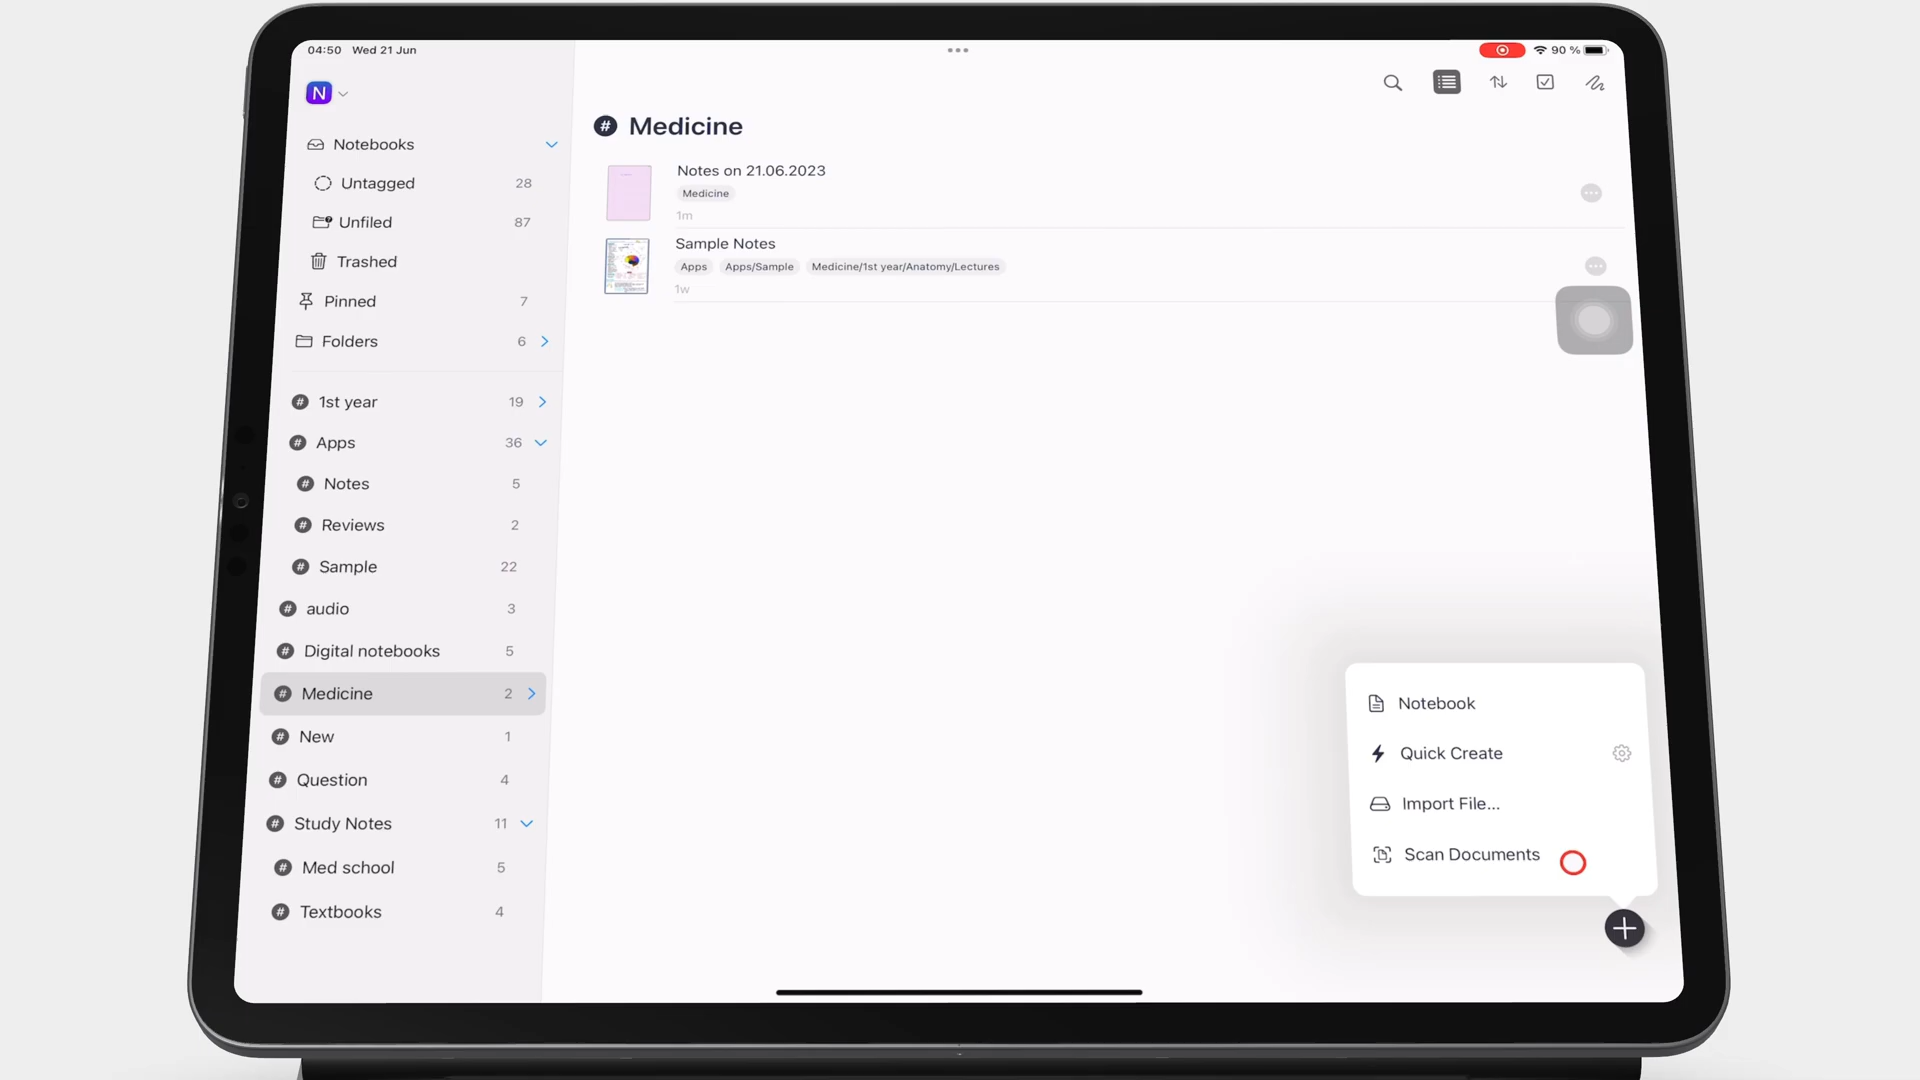 04:50 Wed 21 Jun
90 %
N
Notebooks
Untagged 28
Unfiled 87
Trashed
Pinned 7
Folders 6
# 1st year 19
# Apps 36
# Notes 5
# Reviews 2
# Sample 22
# audio 3
# Digital notebooks 5
# Medicine 2
# New 1
# Question 4
# Study Notes 11
# Med school 5
# Textbooks 4
# Medicine
Notes on 21.06.2023
Medicine
1m
Sample Notes
Apps Apps/Sample Medicine/1st year/Anatomy/Lectures
1w
Notebook
Quick Create
Import File...
Scan Documents